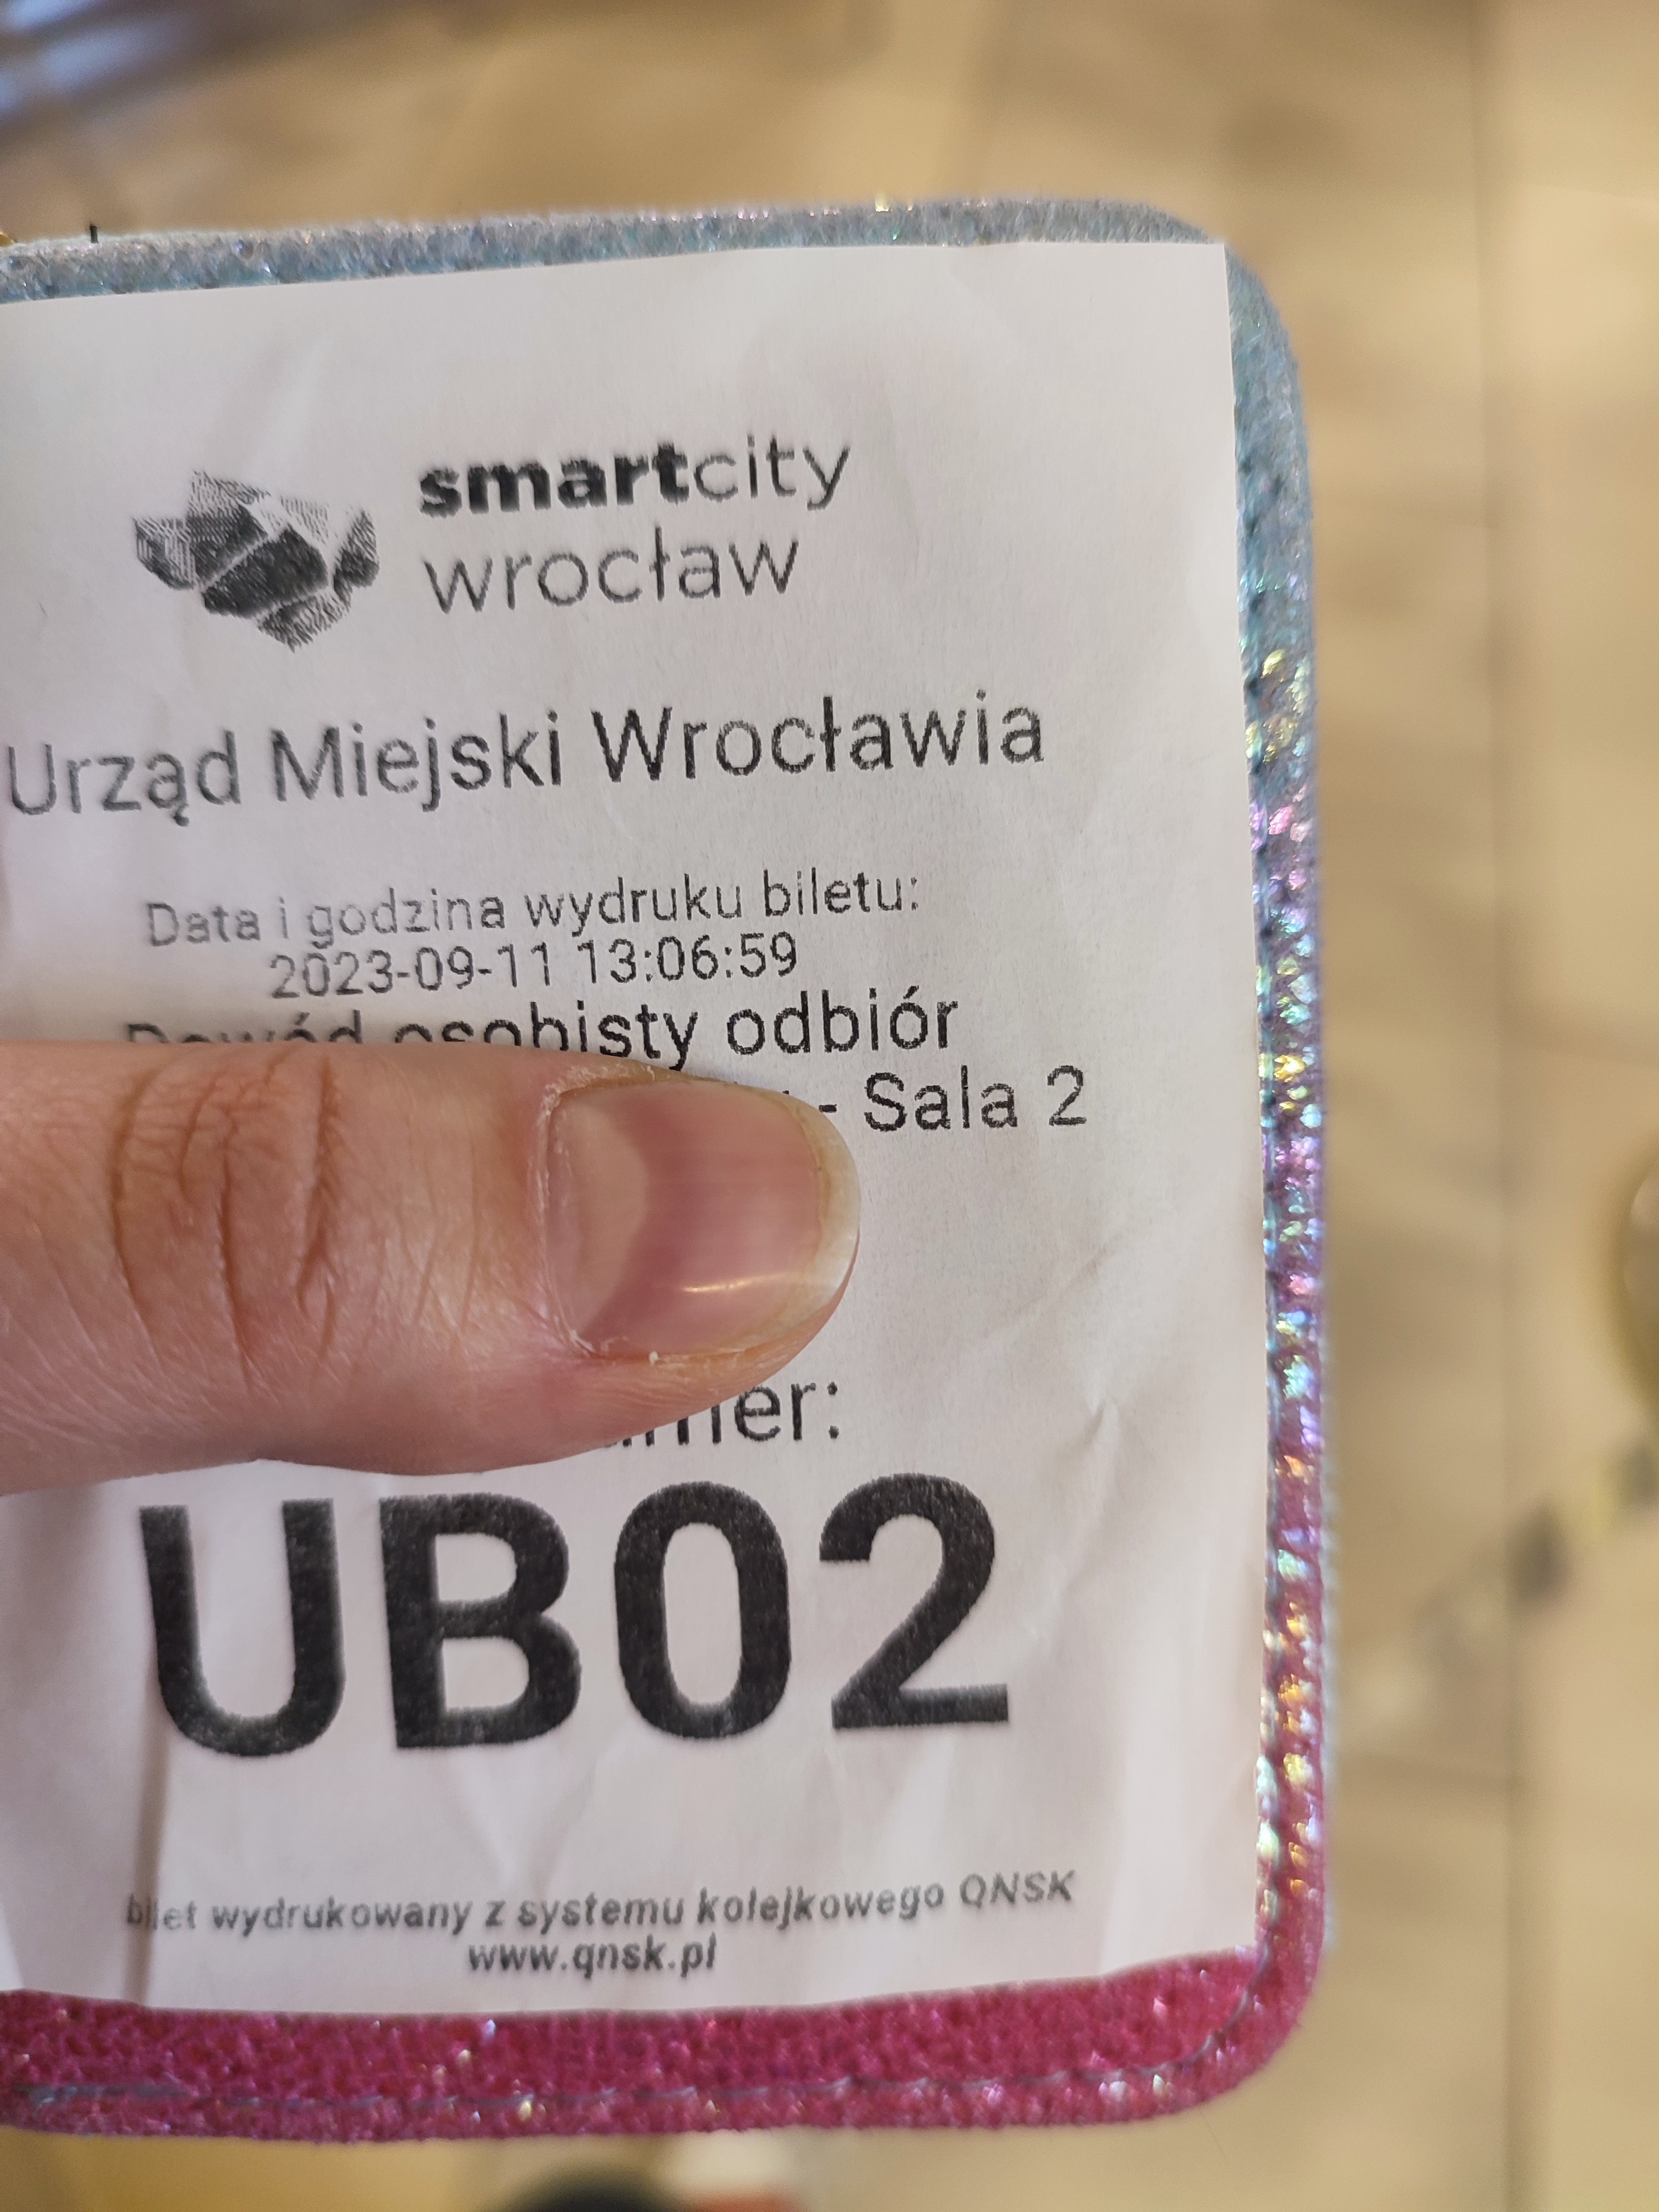 smartcity
wrocław
Urząd Miejski Wrocławia
Data i godzina wydruku biletu:
2023-09-11 13:06:59
Dowód osobisty odbiór
- Sala 2
UB02
bilet wydrukowany z systemu kolejkowego QNSK
www.qnsk.pl